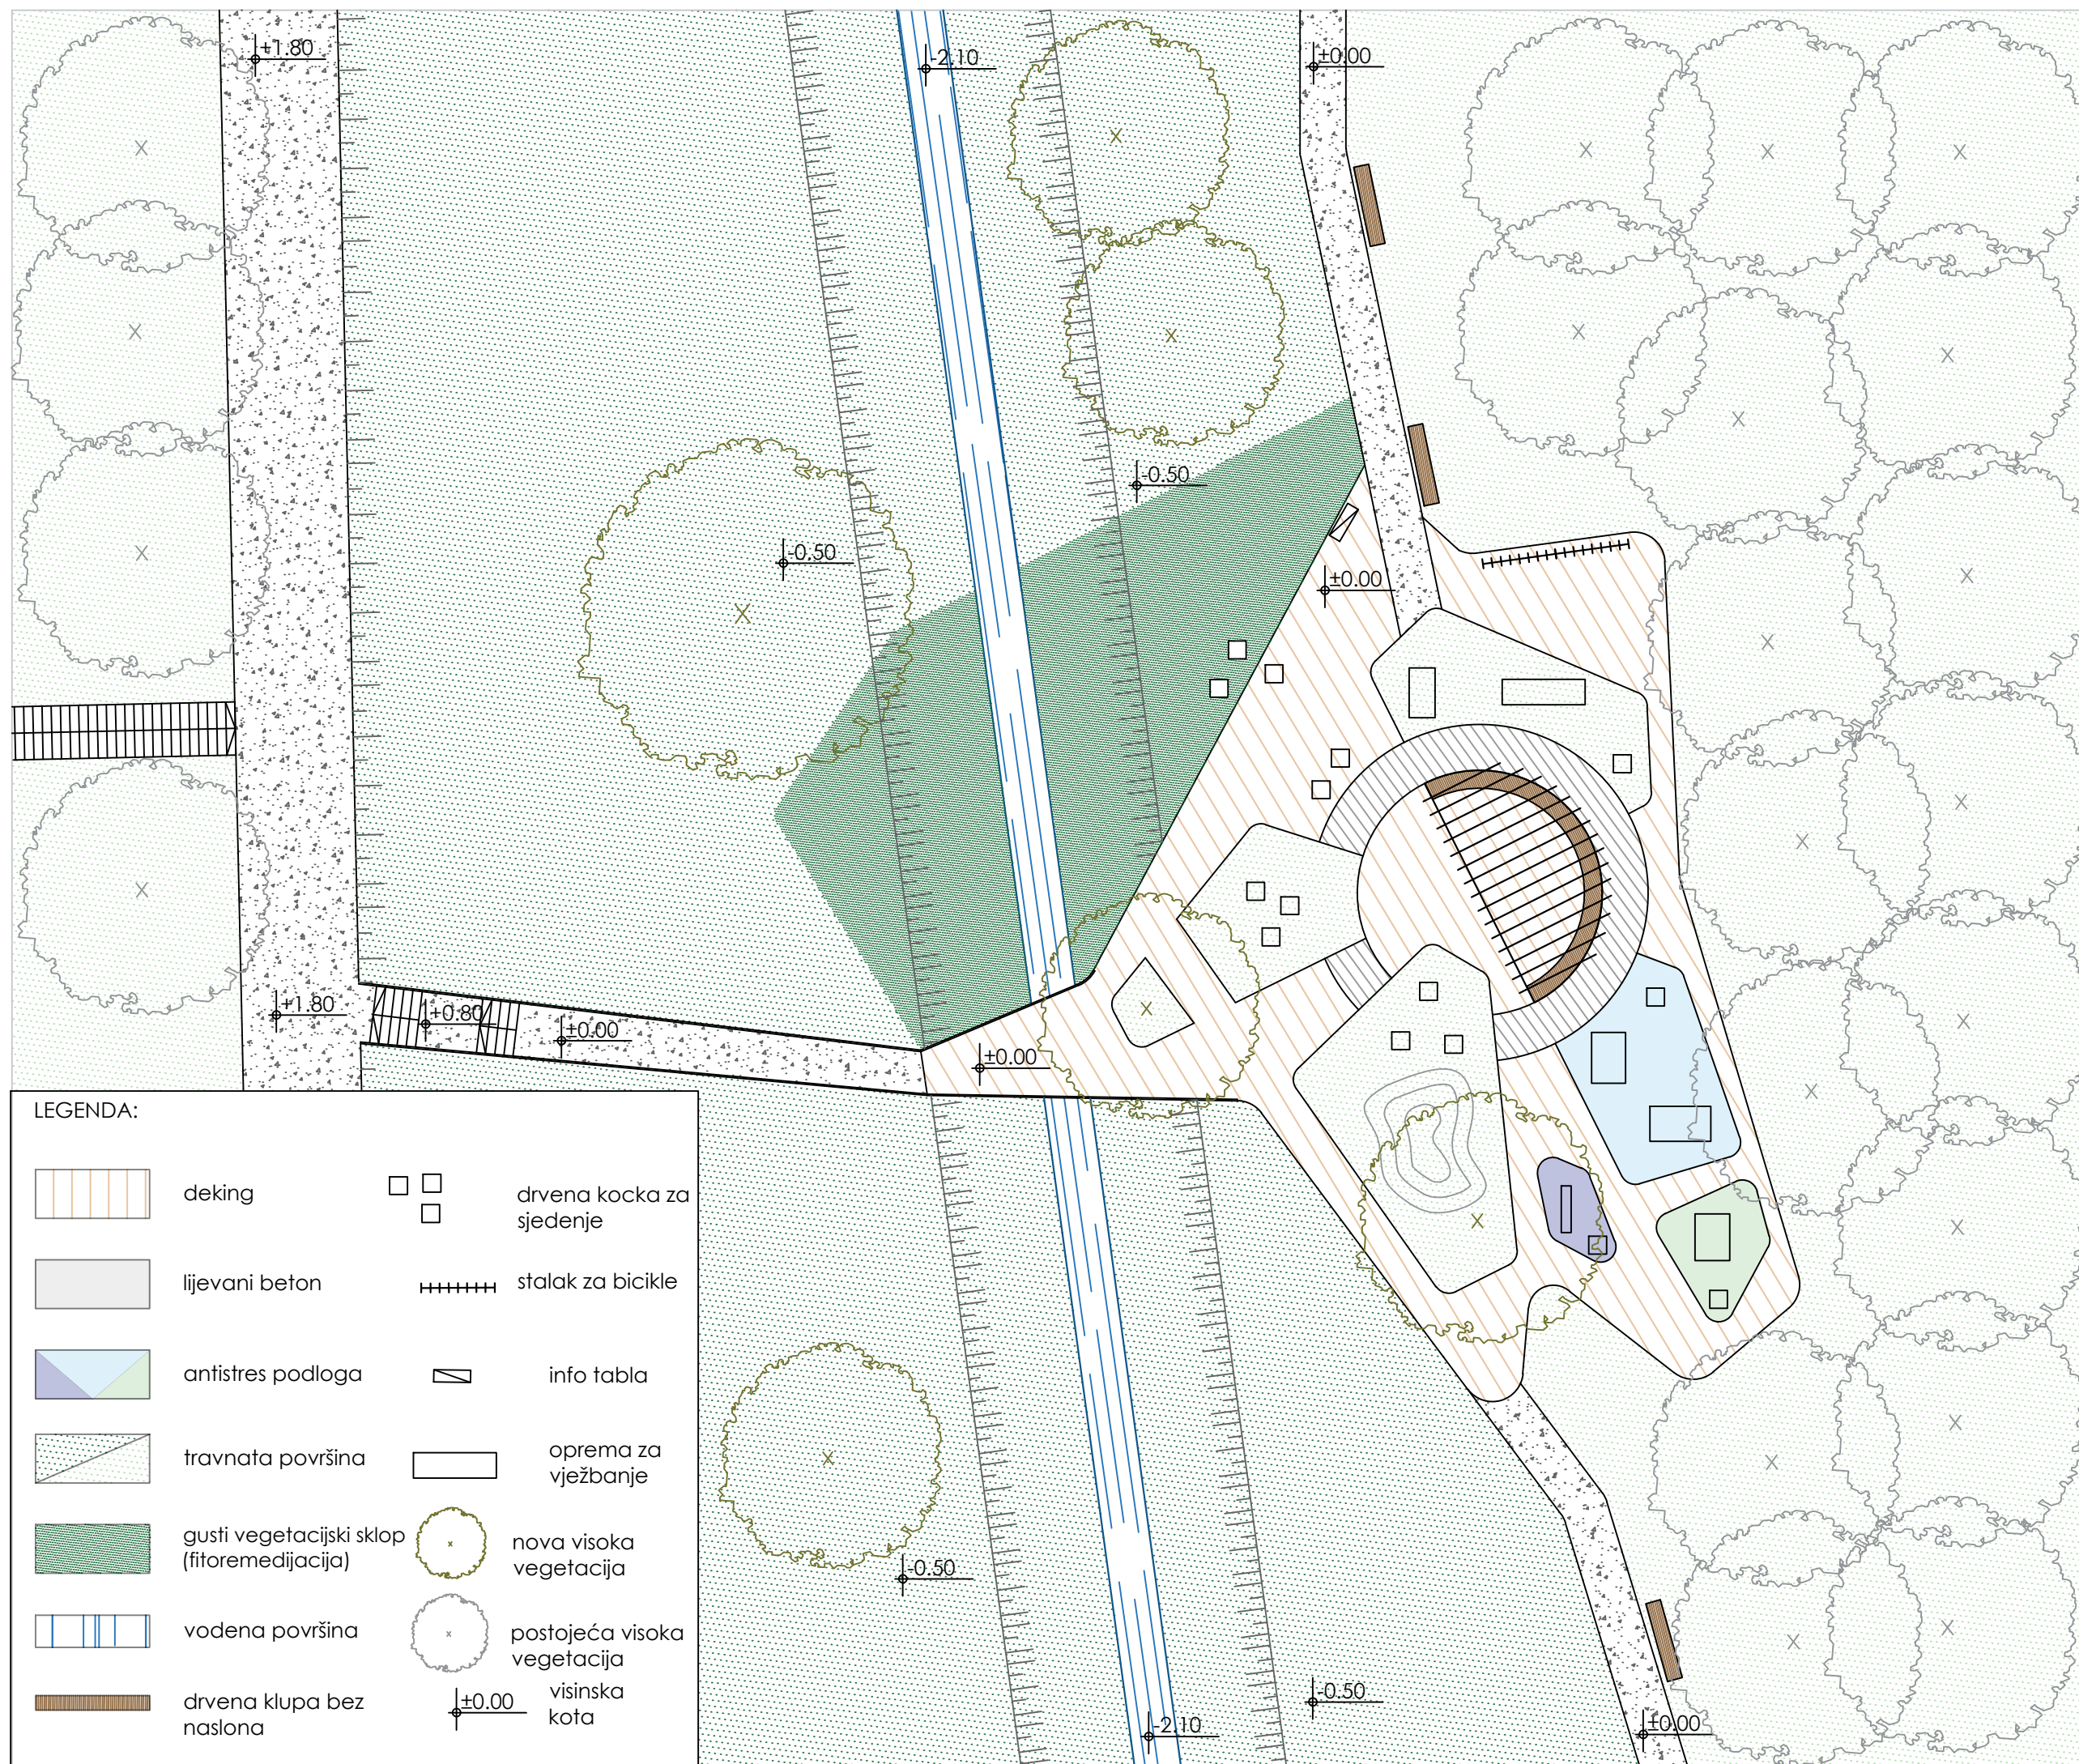 +1.80
-2.10
±0.00
-0.50
-0.50
±0.00
+1.80
+0.80
±0.00
±0.00
LEGENDA:
deking
lijevani beton
antistres podloga
travnata površina
gusti vegetacijski sklop
(fitoremedijacija)
vodena površina
drvena klupa bez
naslona
drvena kocka za
sjedenje
stalak za bicikle
info tabla
oprema za
vježbanje
nova visoka
vegetacija
postojeća visoka
vegetacija
±0.00
visinska
kota
-0.50
-0.50
-2.10
±0.00